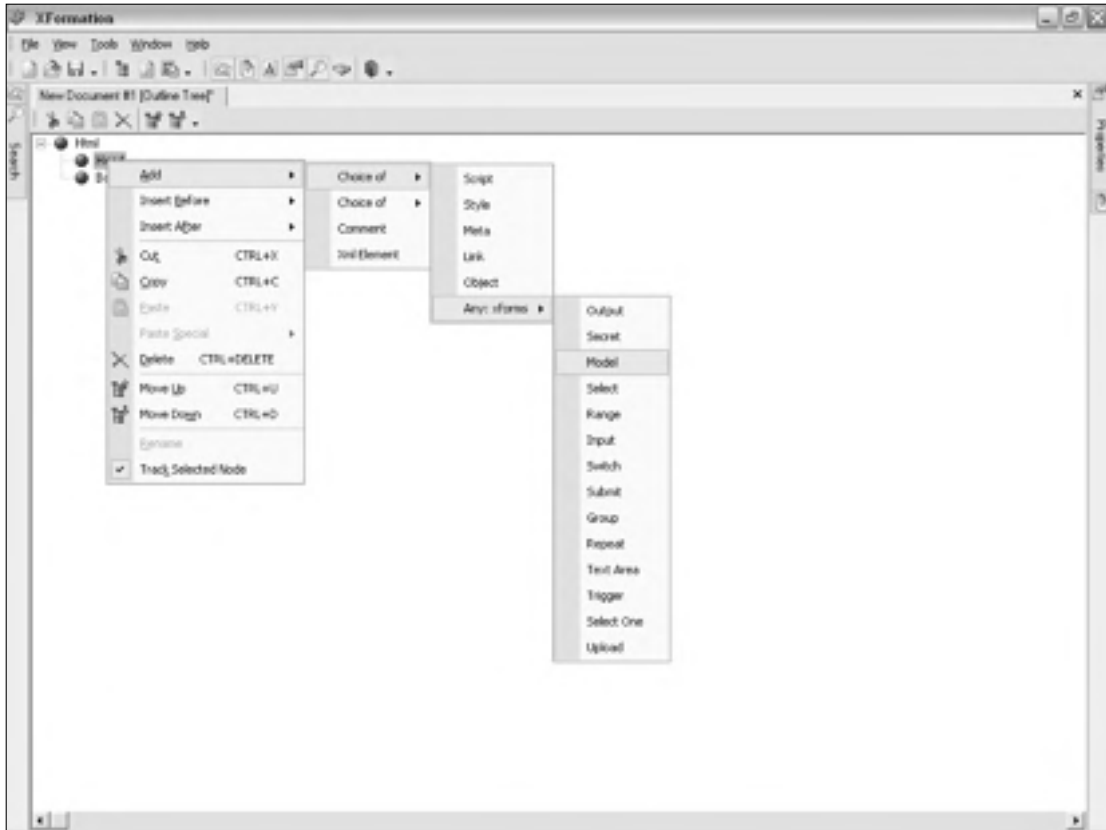 XFormation
File View Tools Window Help
New Document #1 [Outline Tree]*
Search
Properties
Html
Add
Insert Before
Insert After
Cut CTRL+X
Copy CTRL+C
Paste CTRL+V
Paste Special
Delete CTRL+DELETE
Move Up CTRL+U
Move Down CTRL+D
Rename
Track Selected Node
Choice of
Choice of
Comment
Xml Element
Script
Style
Meta
Link
Object
Any: xforms
Output
Secret
Model
Select
Range
Input
Switch
Submit
Group
Repeat
Text Area
Trigger
Select One
Upload